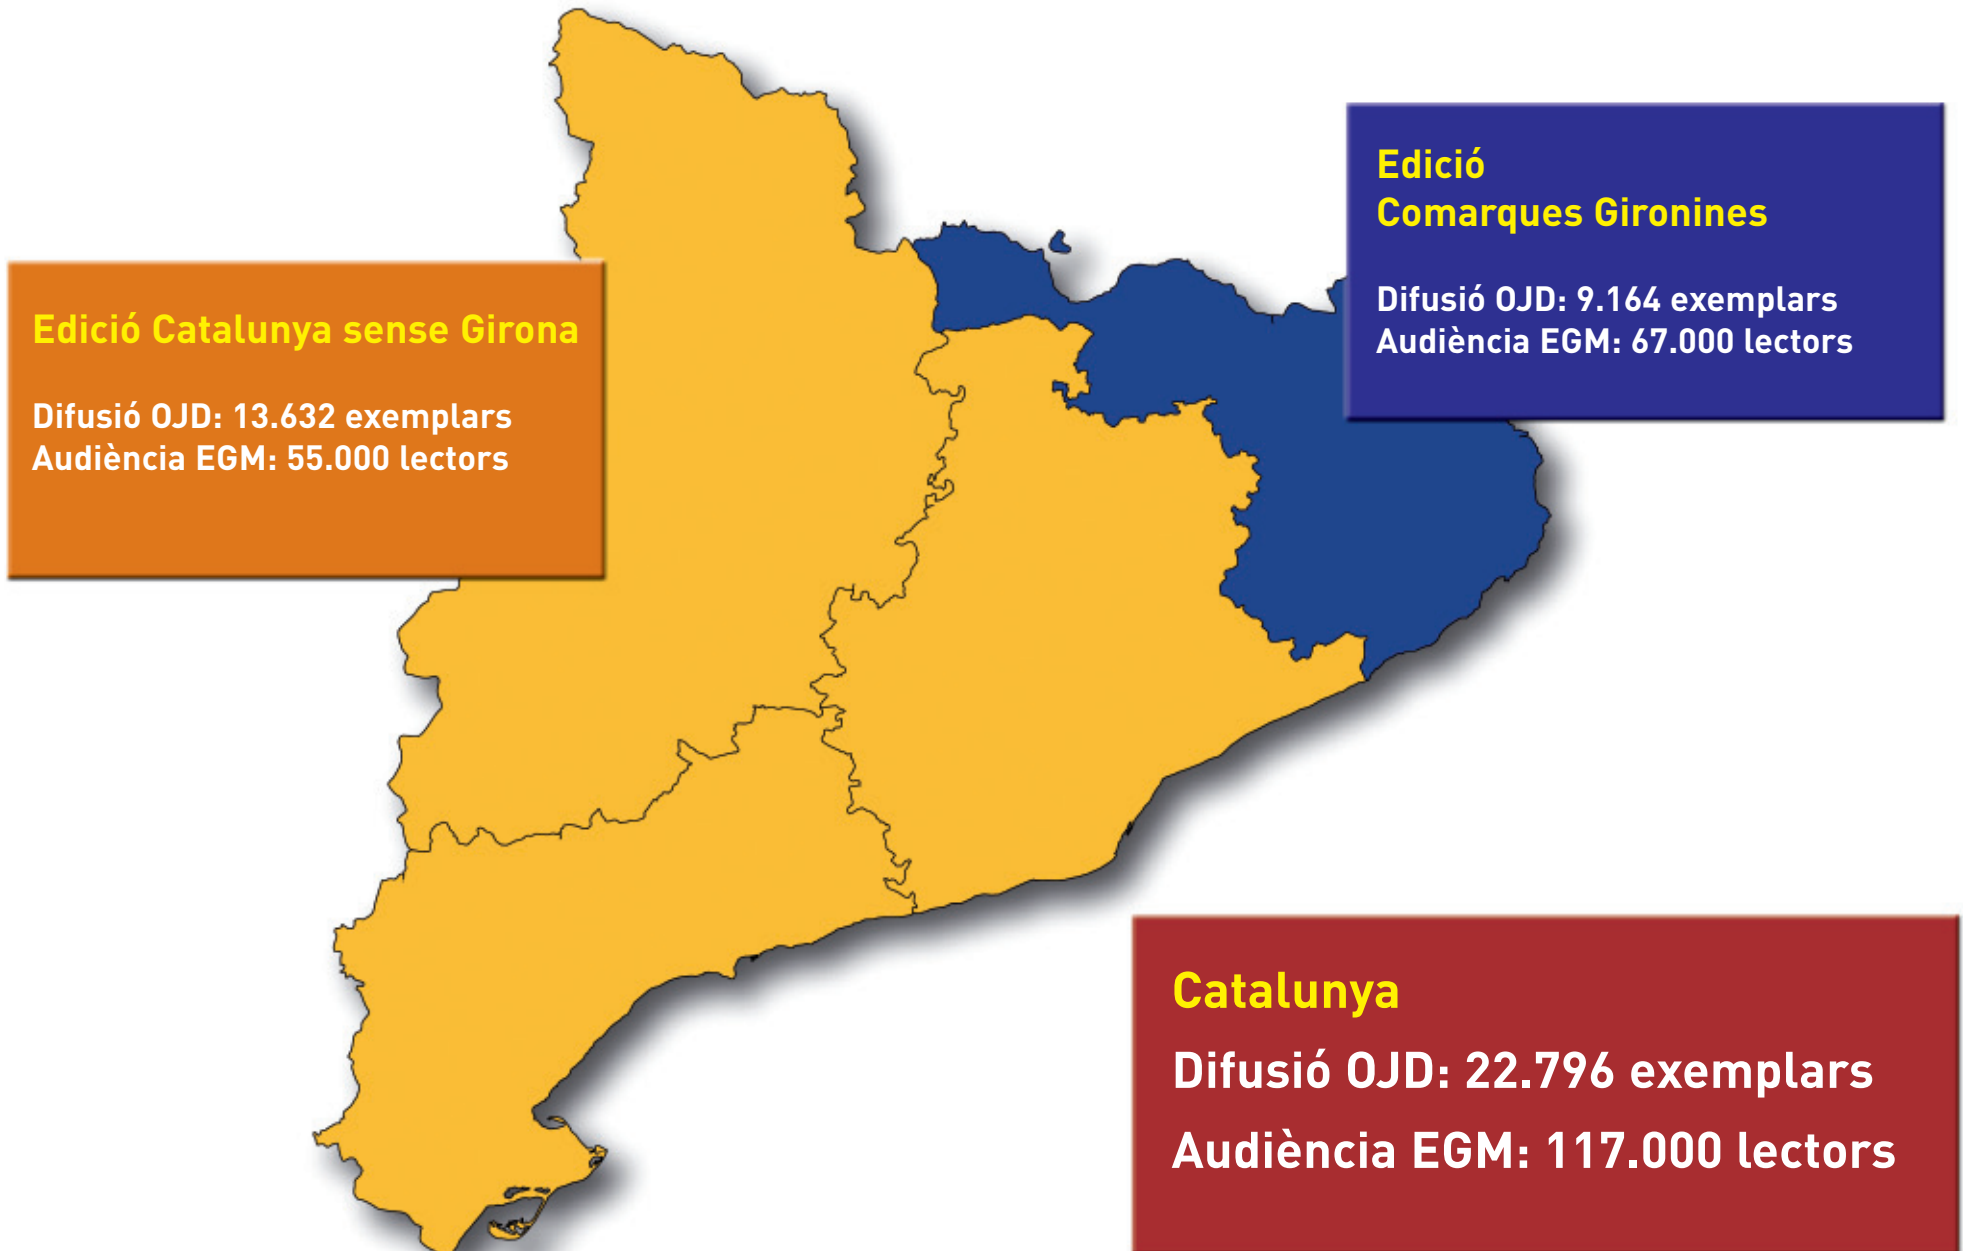 Edició Catalunya sense Girona
Difusió OJD: 13.632 exemplars
Audiència EGM: 55.000 lectors
Edició
Comarques Gironines
Difusió OJD: 9.164 exemplars
Audiència EGM: 67.000 lectors
Catalunya
Difusió OJD: 22.796 exemplars
Audiència EGM: 117.000 lectors